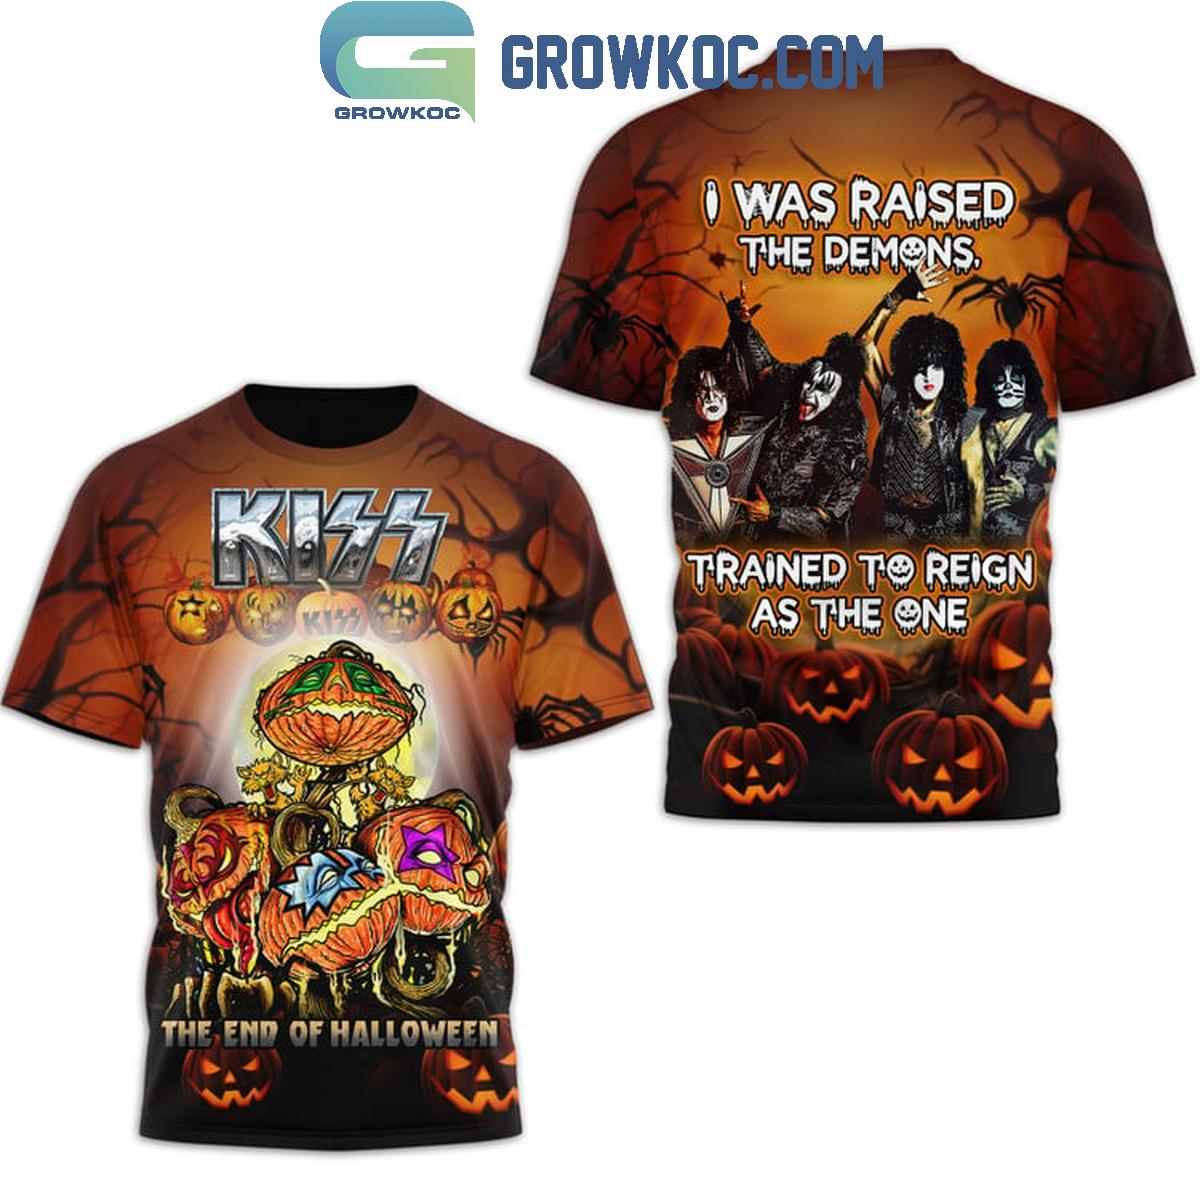 GROWKOC
GROWKOC.COM
I WAS RAISED
THE DEMONS.
TRAINED TO REIGN
AS THE ONE
KISS
KISS
THE END OF HALLOWEEN